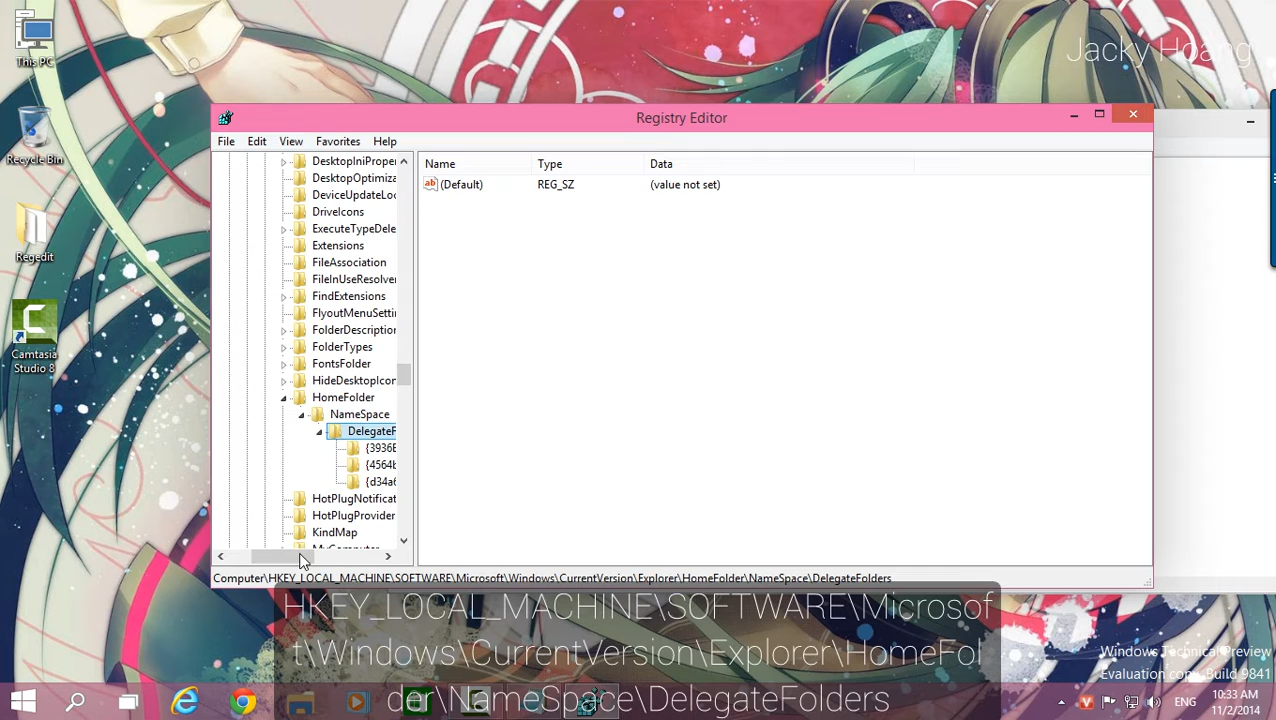 Jacky Hoang
This PC
Recycle Bin
Regedit
Camtasia
Studio 8
Registry Editor
File Edit View Favorites Help
DesktopIniProper
DesktopOptimiza
DeviceUpdateLoc
DriveIcons
ExecuteTypeDele
Extensions
FileAssociation
FileInUseResolver
FindExtensions
FlyoutMenuSetti
FolderDescription
FolderTypes
FontsFolder
HideDesktopIcon
HomeFolder
NameSpace
DelegateF
{3936E
{4564b
{d34a6
HotPlugNotificat
HotPlugProvider
KindMap
MyComputer
Name Type Data
(Default) REG_SZ (value not set)
Computer\HKEY_LOCAL_MACHINE\SOFTWARE\Microsoft\Windows\CurrentVersion\Explorer\HomeFolder\NameSpace\DelegateFolders
HKEY_LOCAL_MACHINE\SOFTWARE\Microsof
t\Windows\CurrentVersion\Explorer\HomeFol
der\NameSpace\DelegateFolders
Windows Technical Preview
Evaluation copy. Build 9841
ENG
10:33 AM
11/2/2014